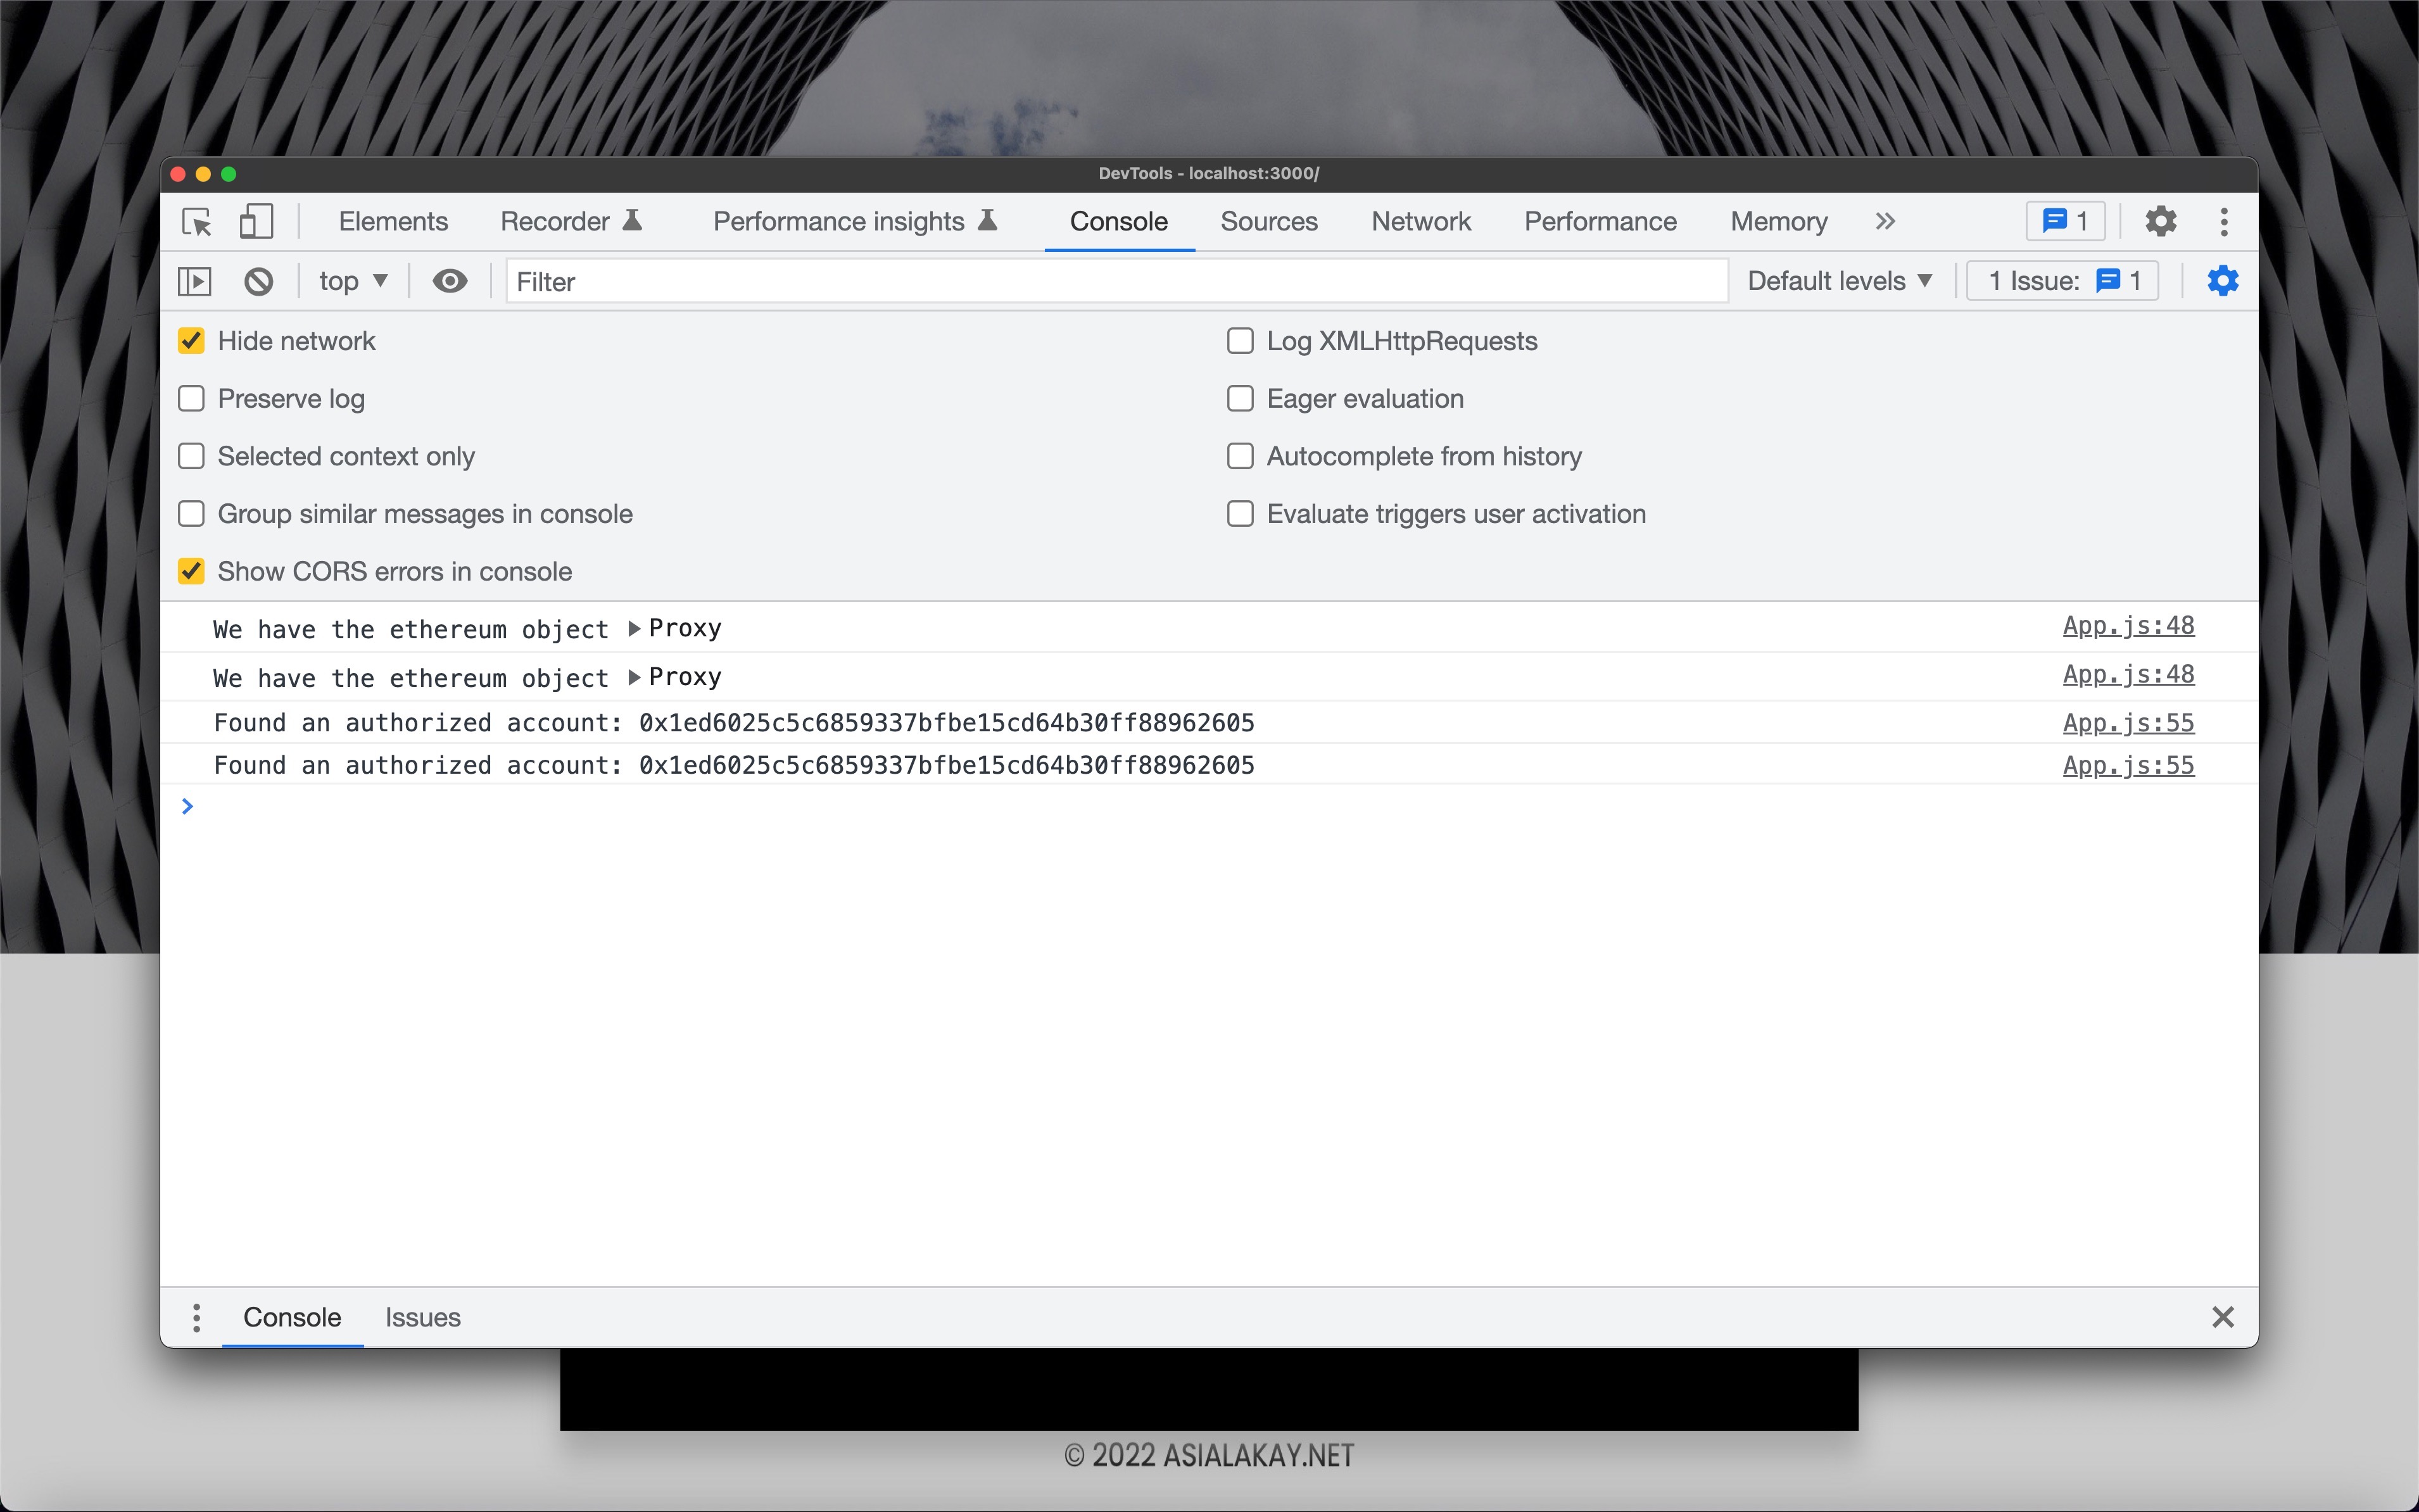 DevTools - localhost:3000/
Elements Recorder Performance insights Console Sources Network Performance Memory 1
top Filter Default levels 1 Issue: 1
Hide network Log XMLHttpRequests
Preserve log Eager evaluation
Selected context only Autocomplete from history
Group similar messages in console Evaluate triggers user activation
Show CORS errors in console
We have the ethereum object Proxy App.js:48
We have the ethereum object Proxy App.js:48
Found an authorized account: 0x1ed6025c5c6859337bfbe15cd64b30ff88962605 App.js:55
Found an authorized account: 0x1ed6025c5c6859337bfbe15cd64b30ff88962605 App.js:55
Console Issues
© 2022 ASIALAKAY.NET